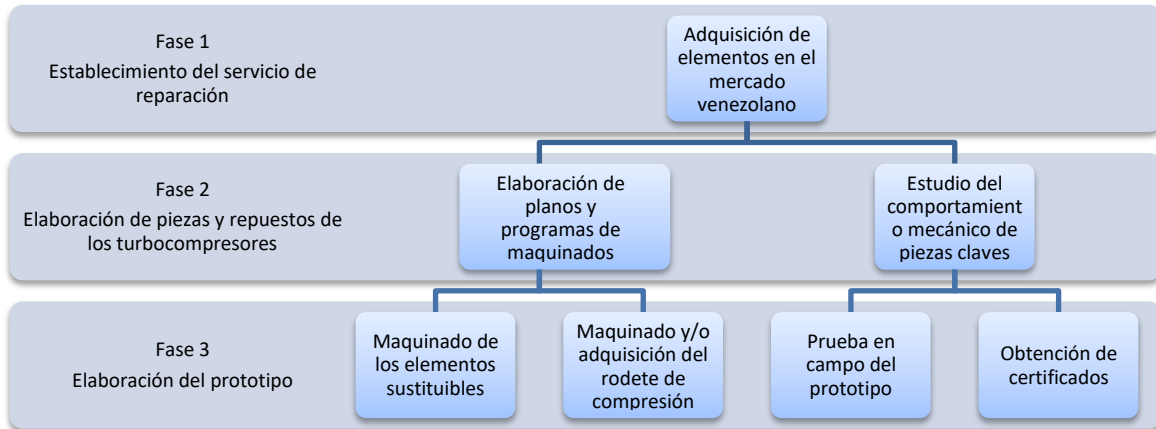 Fase 1
Establecimiento del servicio de
reparación
Adquisición de
elementos en el
mercado
venezolano
Fase 2
Elaboración de piezas y repuestos de
los turbocompresores
Elaboración de
planos y
programas de
maquinados
Estudio del
comportamient
o mecánico de
piezas claves
Fase 3
Elaboración del prototipo
Maquinado de
los elementos
sustituibles
Maquinado y/o
adquisición del
rodete de
compresión
Prueba en
campo del
prototipo
Obtención de
certificados